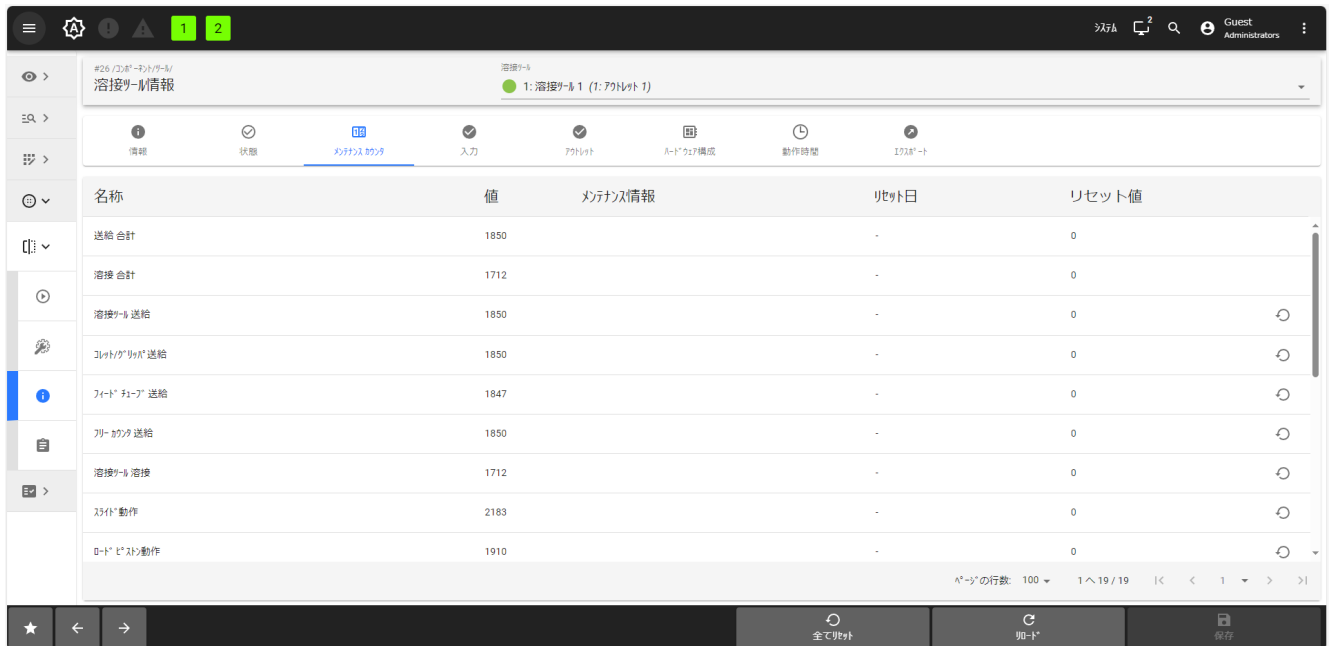 1 2 ｼｽﾃﾑ 2 Guest
Administrators
#26 /ｺﾝﾎﾟｰﾈﾝﾄ/ﾂｰﾙ/
溶接ﾂｰﾙ情報
溶接ﾂｰﾙ
1: 溶接ﾂｰﾙ 1 (1: ｱｳﾄﾚｯﾄ 1)
情報 状態 ﾒﾝﾃﾅﾝｽ ｶｳﾝﾀ 入力 ｱｳﾄﾚｯﾄ ﾊｰﾄﾞｳｪｱ構成 動作時間 ｴｸｽﾎﾟｰﾄ
名称 値 ﾒﾝﾃﾅﾝｽ情報 ﾘｾｯﾄ日 リセット値
送給 合計 1850 - 0
溶接 合計 1712 - 0
溶接ﾂｰﾙ 送給 1850 - 0
ｺﾚｯﾄ/ｸﾞﾘｯﾊﾟ 送給 1850 - 0
ﾌｨｰﾄﾞ ﾁｭｰﾌﾞ 送給 1847 - 0
ﾌﾘｰ ｶｳﾝﾀ 送給 1850 - 0
溶接ﾂｰﾙ 溶接 1712 - 0
ｽﾗｲﾄﾞ動作 2183 - 0
ﾛｰﾄﾞ ﾋﾟｽﾄﾝ動作 1910 - 0
ﾍﾟｰｼﾞの行数: 100 1 へ 19 / 19 1
全てﾘｾｯﾄ ﾘﾛｰﾄﾞ 保存